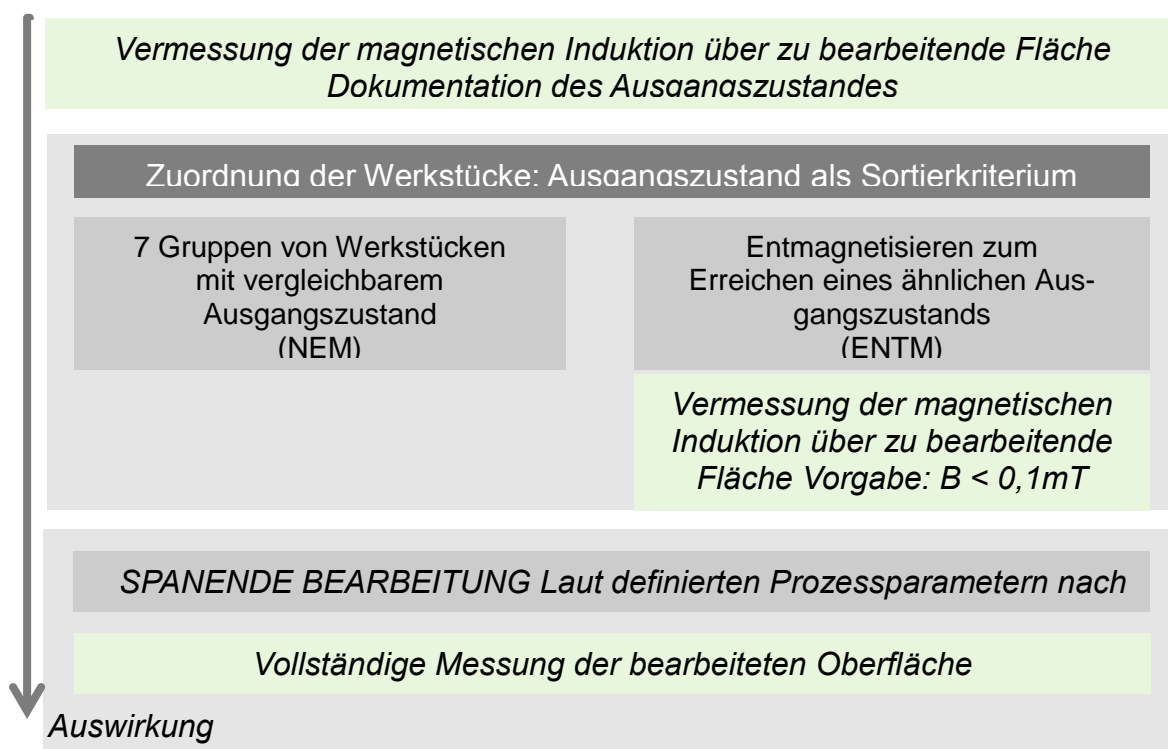 Vermessung der magnetischen Induktion über zu bearbeitende Fläche
Dokumentation des Ausgangszustandes
Zuordnung der Werkstücke: Ausgangszustand als Sortierkriterium
7 Gruppen von Werkstücken
mit vergleichbarem
Ausgangszustand
(NEM)
Entmagnetisieren zum
Erreichen eines ähnlichen Aus-
gangszustands
(ENTM)
Vermessung der magnetischen
Induktion über zu bearbeitende
Fläche Vorgabe: B < 0,1mT
SPANENDE BEARBEITUNG Laut definierten Prozessparametern nach
Vollständige Messung der bearbeiteten Oberfläche
Auswirkung